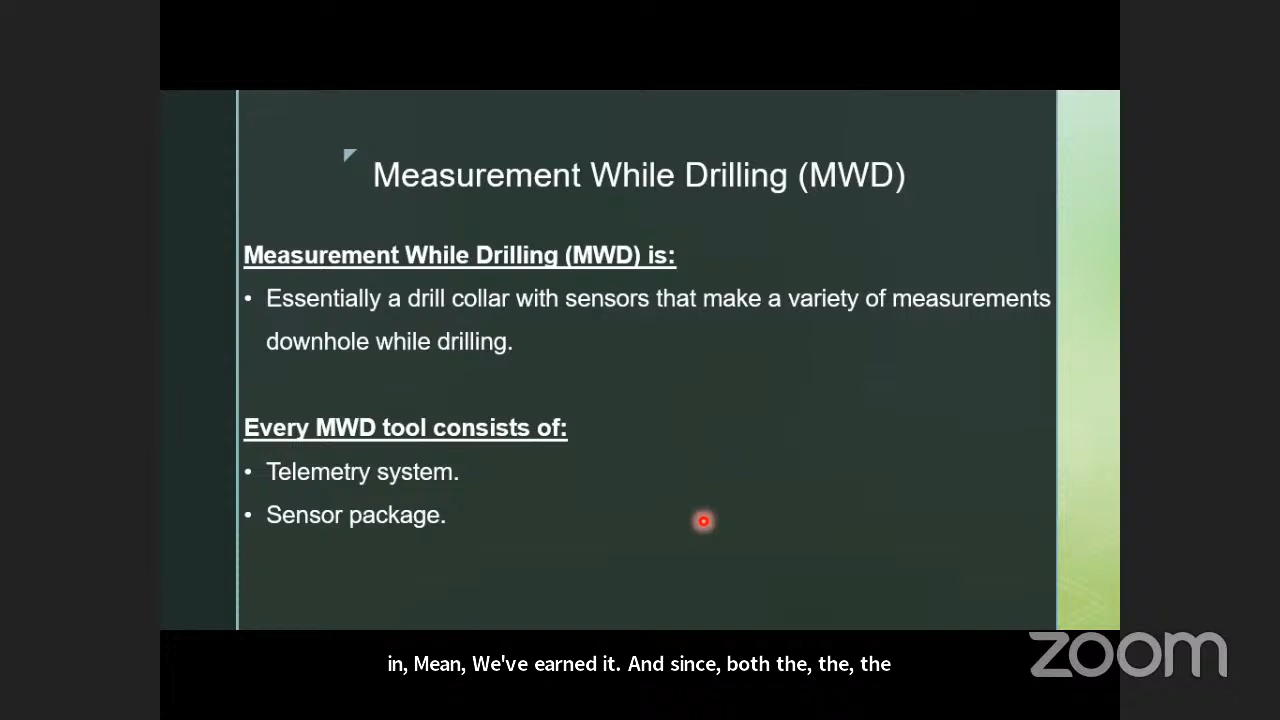 Measurement While Drilling (MWD)
Measurement While Drilling (MWD) is:
• Essentially a drill collar with sensors that make a variety of measurements
downhole while drilling.
Every MWD tool consists of:
• Telemetry system.
• Sensor package.
in, Mean, We've earned it. And since, both the, the, the
zoom